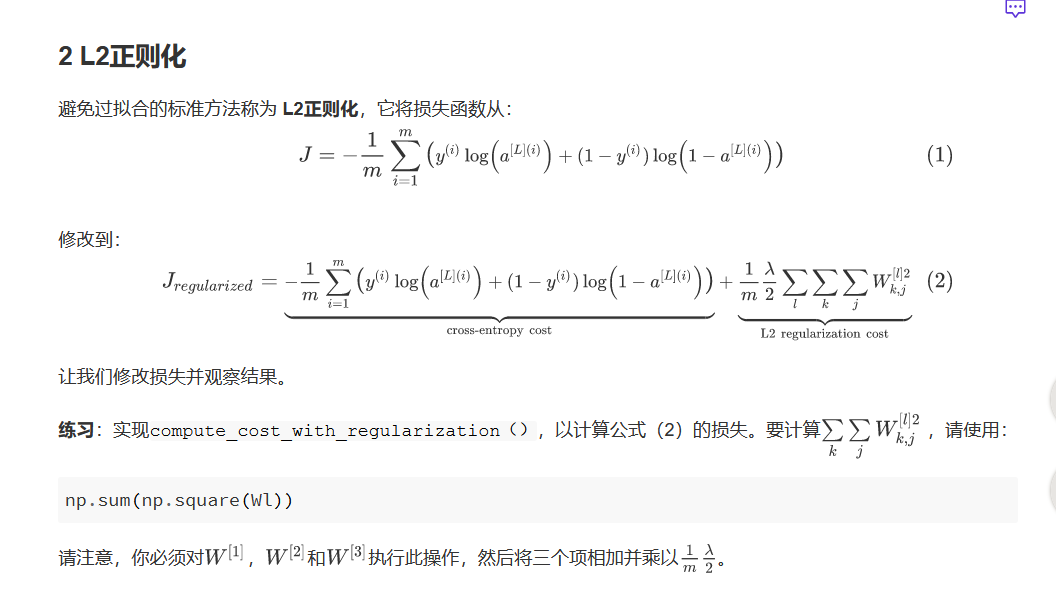 2 L2正则化
避免过拟合的标准方法称为 L2正则化，它将损失函数从：
$J = -\frac{1}{m} \sum_{i=1}^{m} \left( y^{(i)} \log\left(a^{[L](i)}\right) + (1 - y^{(i)}) \log\left(1 - a^{[L](i)}\right) \right)$ (1)
修改到：
$J_{regularized} = \underbrace{-\frac{1}{m} \sum_{i=1}^{m} \left( y^{(i)} \log\left(a^{[L](i)}\right) + (1 - y^{(i)}) \log\left(1 - a^{[L](i)}\right) \right)}_{\text{cross-entropy cost}} + \underbrace{\frac{1}{m} \frac{\lambda}{2} \sum_{l} \sum_{k} \sum_{j} W_{k,j}^{[l]2}}_{\text{L2 regularization cost}}$ (2)
让我们修改损失并观察结果。
练习：实现compute_cost_with_regularization（），以计算公式（2）的损失。要计算$\sum_{k} \sum_{j} W_{k,j}^{[l]2}$ ，请使用：
np.sum(np.square(Wl))
请注意，你必须对$W^{[1]}$，$W^{[2]}$和$W^{[3]}$执行此操作，然后将三个项相加并乘以$\frac{1}{m} \frac{\lambda}{2}$。